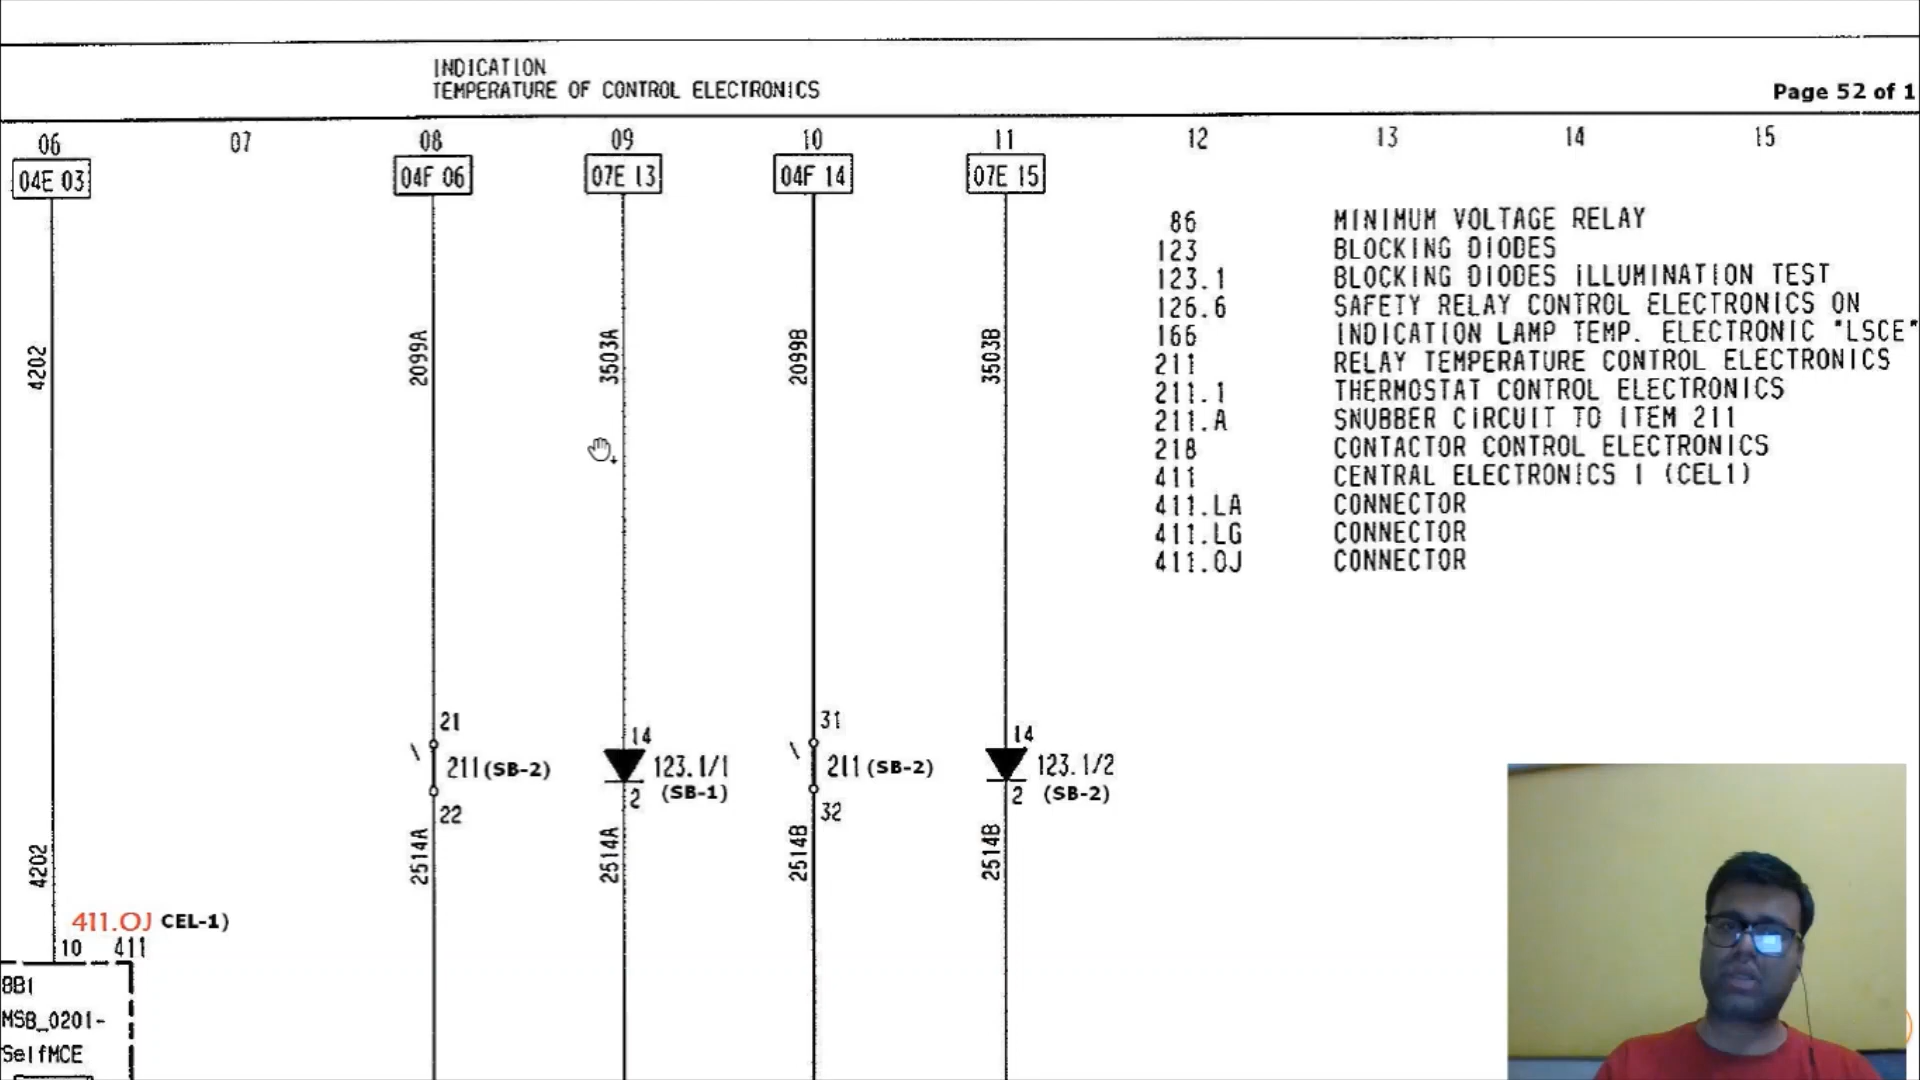 INDICATION
TEMPERATURE OF CONTROL ELECTRONICS
Page 52 of 1
06 07 08 09 10 11 12 13 14 15
04E 03 04F 06 07E 13 04F 14 07E 15
86 MINIMUM VOLTAGE RELAY
123 BLOCKING DIODES
123.1 BLOCKING DIODES ILLUMINATION TEST
126.6 SAFETY RELAY CONTROL ELECTRONICS ON
166 INDICATION LAMP TEMP. ELECTRONIC "LSCE"
211 RELAY TEMPERATURE CONTROL ELECTRONICS
211.1 THERMOSTAT CONTROL ELECTRONICS
211.A SNUBBER CIRCUIT TO ITEM 211
218 CONTACTOR CONTROL ELECTRONICS
411 CENTRAL ELECTRONICS 1 (CEL1)
411.LA CONNECTOR
411.LG CONNECTOR
411.OJ CONNECTOR
4202 2099A 3503A 2099B 3503B
21 14 31 14
211 (SB-2) 123.1/1 211 (SB-2) 123.1/2
(SB-1) (SB-2)
22 2 32 2
4202 2514A 2514A 2514B 2514B
411.OJ CEL-1)
10 411
8B1
MSB_0201-
SelfMCE